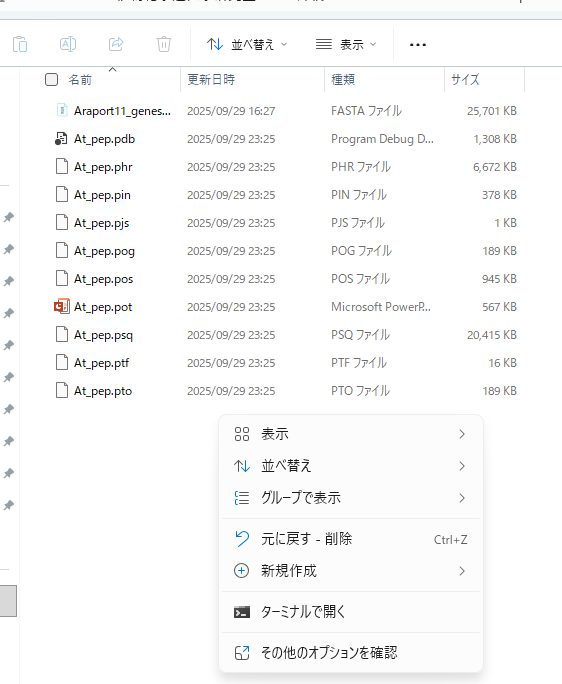 並べ替え 表示 ...
名前 更新日時 種類 サイズ
Araport11_genes... 2025/09/29 16:27 FASTA ファイル 25,701 KB
At_pep.pdb 2025/09/29 23:25 Program Debug D... 1,308 KB
At_pep.phr 2025/09/29 23:25 PHR ファイル 6,672 KB
At_pep.pin 2025/09/29 23:25 PIN ファイル 378 KB
At_pep.pjs 2025/09/29 23:25 PJS ファイル 1 KB
At_pep.pog 2025/09/29 23:25 POG ファイル 189 KB
At_pep.pos 2025/09/29 23:25 POS ファイル 945 KB
At_pep.pot 2025/09/29 23:25 Microsoft PowerP... 567 KB
At_pep.psq 2025/09/29 23:25 PSQ ファイル 20,415 KB
At_pep.ptf 2025/09/29 23:25 PTF ファイル 16 KB
At_pep.pto 2025/09/29 23:25 PTO ファイル 189 KB
表示
並べ替え
グループで表示
元に戻す - 削除 Ctrl+Z
新規作成
ターミナルで開く
その他のオプションを確認